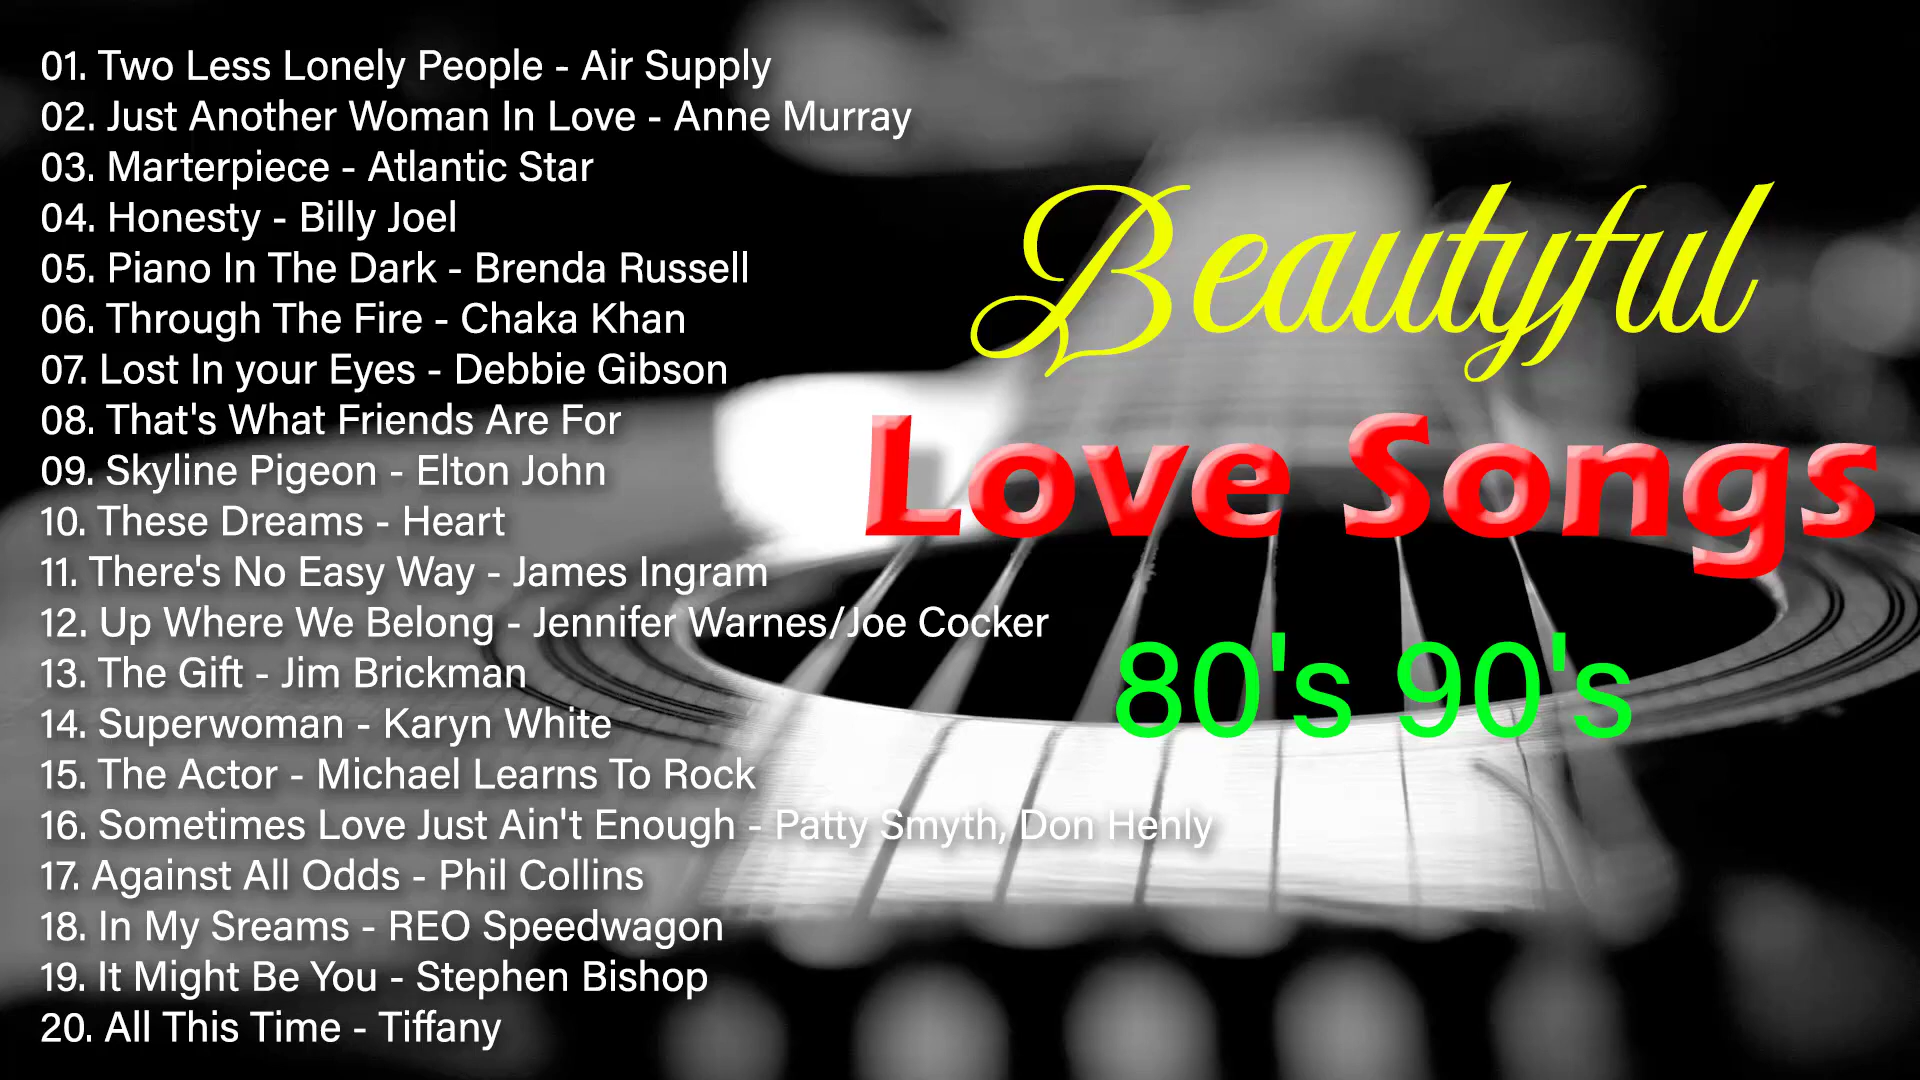 01. Two Less Lonely People - Air Supply
02. Just Another Woman In Love - Anne Murray
03. Marterpiece - Atlantic Star
04. Honesty - Billy Joel
05. Piano In The Dark - Brenda Russell
06. Through The Fire - Chaka Khan
07. Lost In your Eyes - Debbie Gibson
08. That's What Friends Are For
09. Skyline Pigeon - Elton John
10. These Dreams - Heart
11. There's No Easy Way - James Ingram
12. Up Where We Belong - Jennifer Warnes/Joe Cocker
13. The Gift - Jim Brickman
14. Superwoman - Karyn White
15. The Actor - Michael Learns To Rock
16. Sometimes Love Just Ain't Enough - Patty Smyth, Don Henly
17. Against All Odds - Phil Collins
18. In My Sreams - REO Speedwagon
19. It Might Be You - Stephen Bishop
20. All This Time - Tiffany
Beautyful
Love Songs
80's 90's